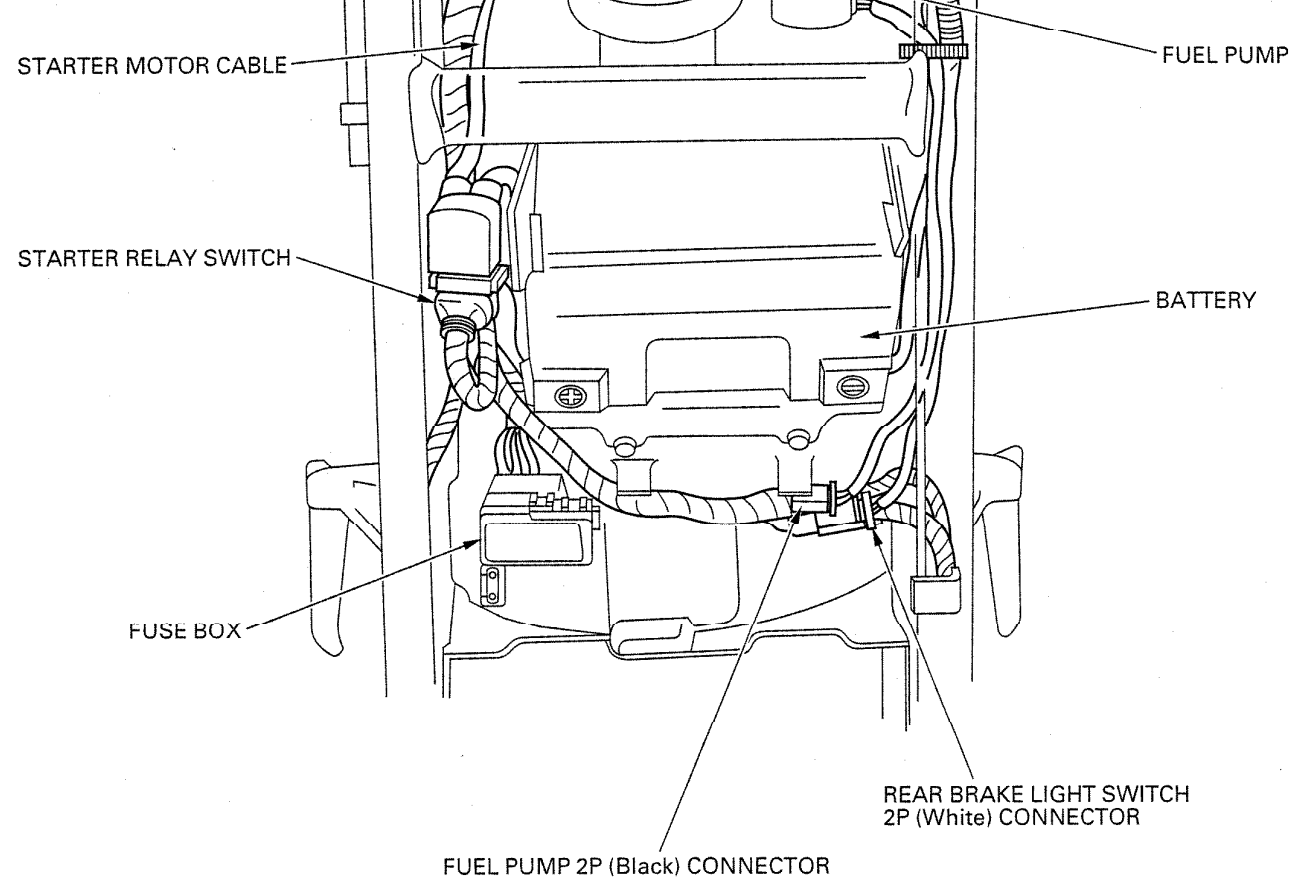 STARTER MOTOR CABLE
FUEL PUMP
STARTER RELAY SWITCH
BATTERY
FUSE BOX
REAR BRAKE LIGHT SWITCH
2P (White) CONNECTOR
FUEL PUMP 2P (Black) CONNECTOR